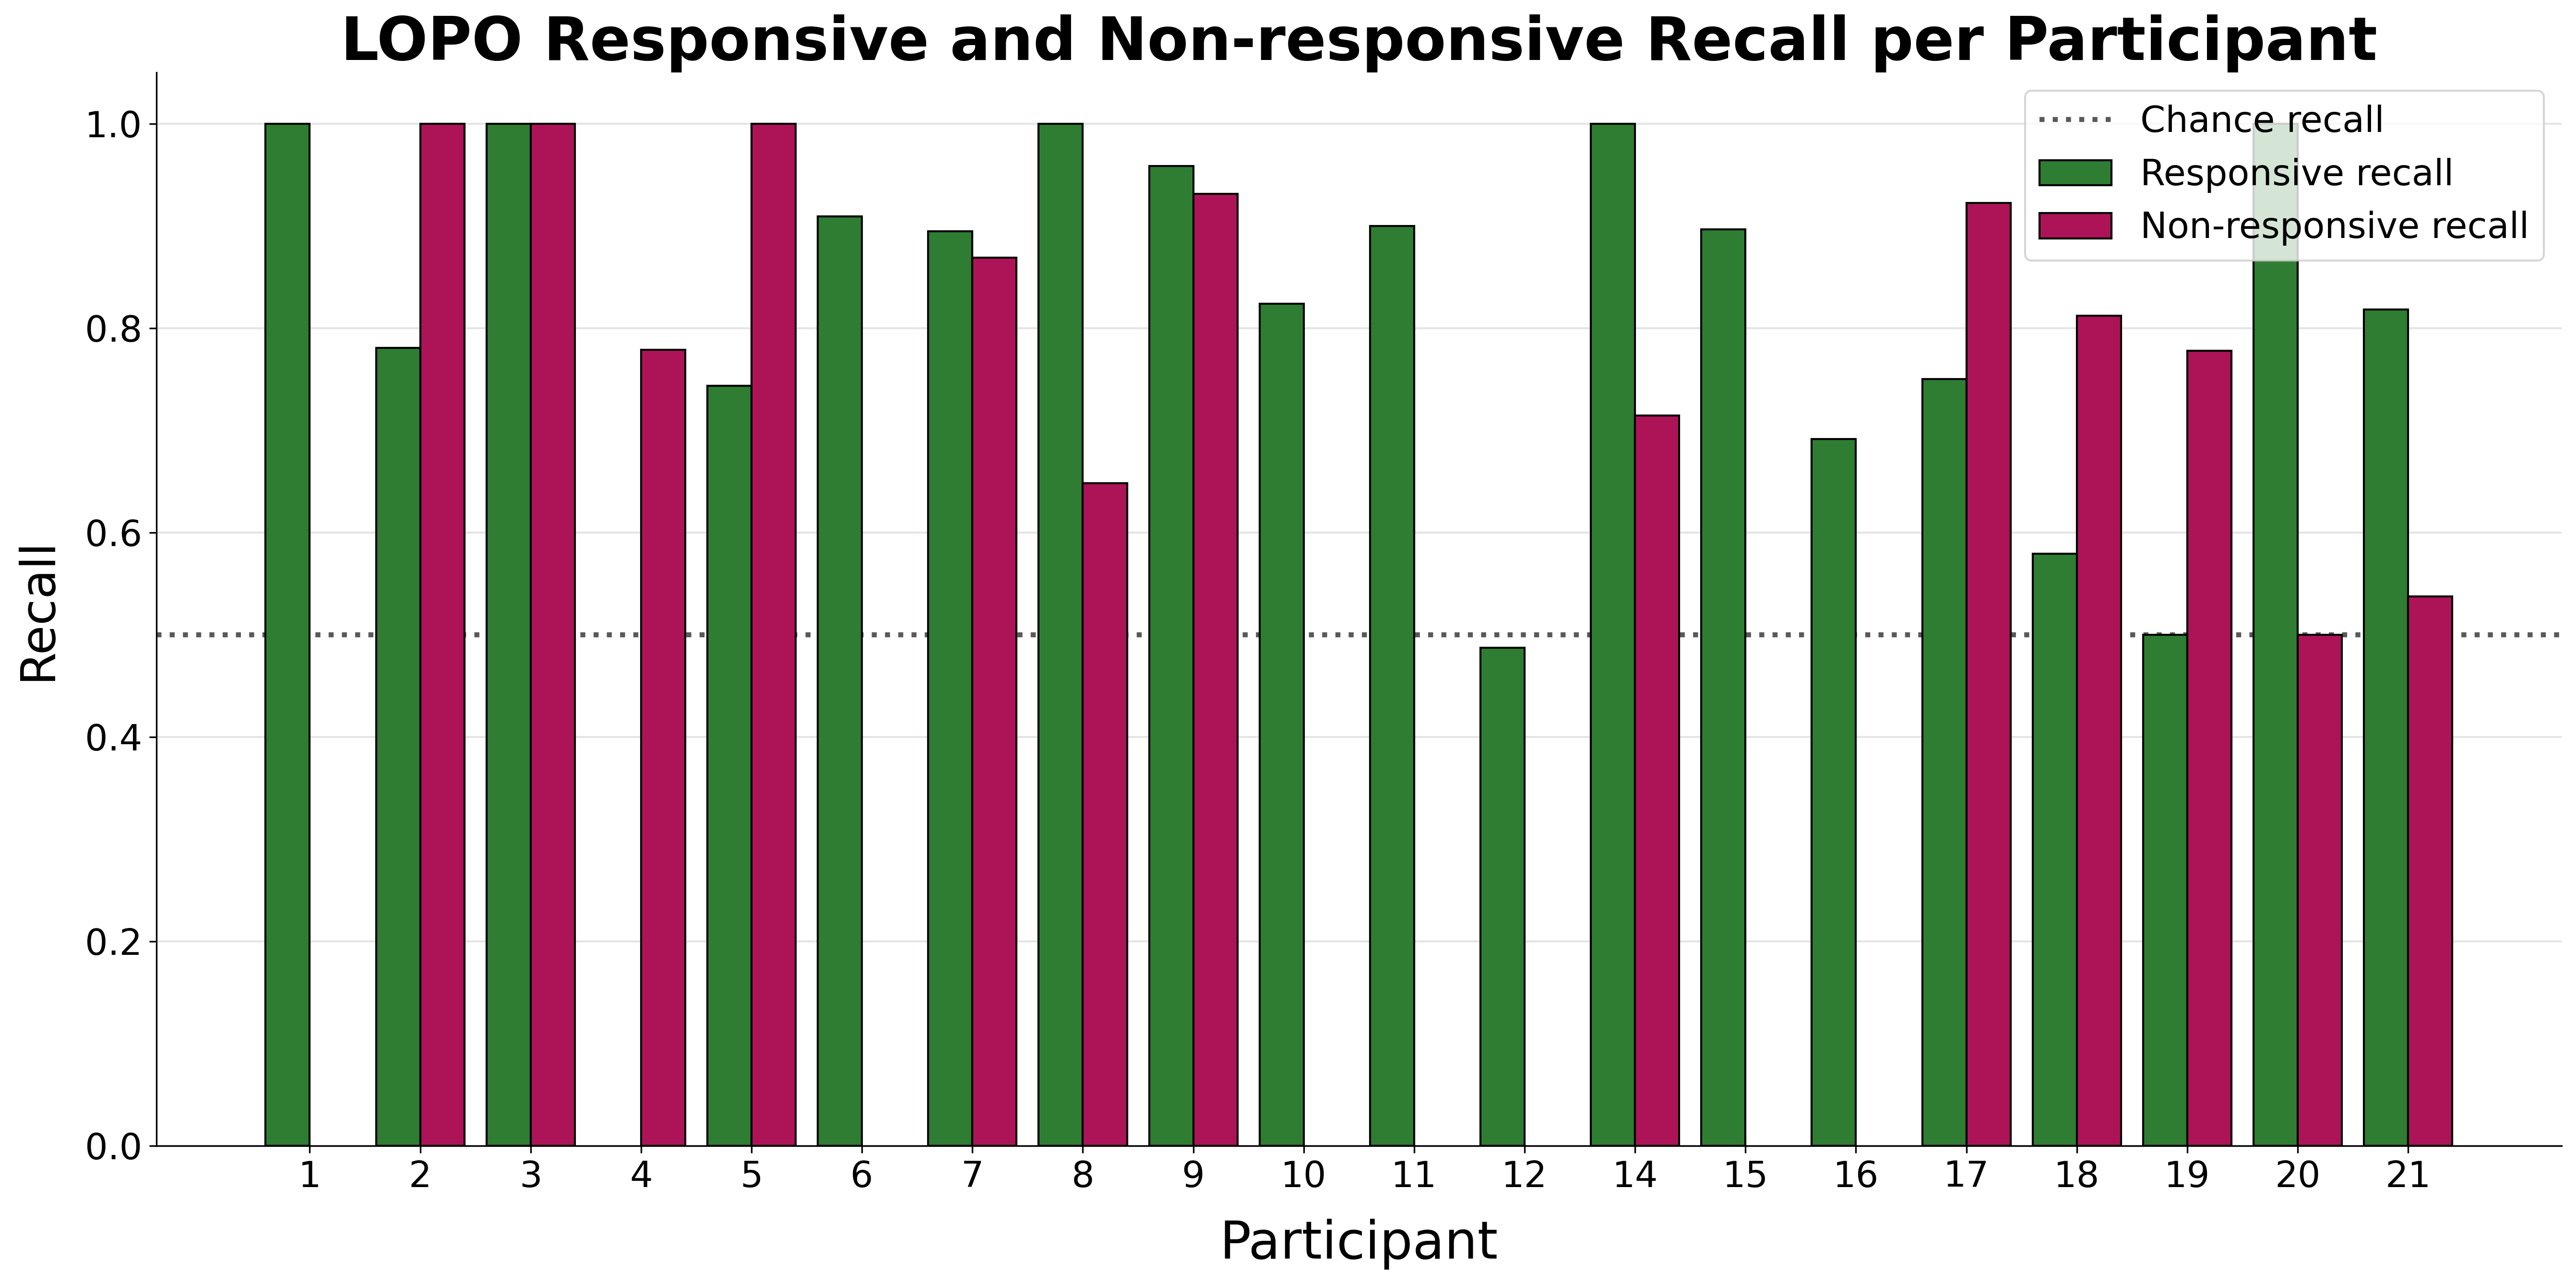 LOPO Responsive and Non-responsive Recall per Participant
Chance recall
Responsive recall
Non-responsive recall
1.0
0.8
0.6
0.4
0.2
0.0
Recall
1 2 3 4 5 6 7 8 9 10 11 12 14 15 16 17 18 19 20 21
Participant